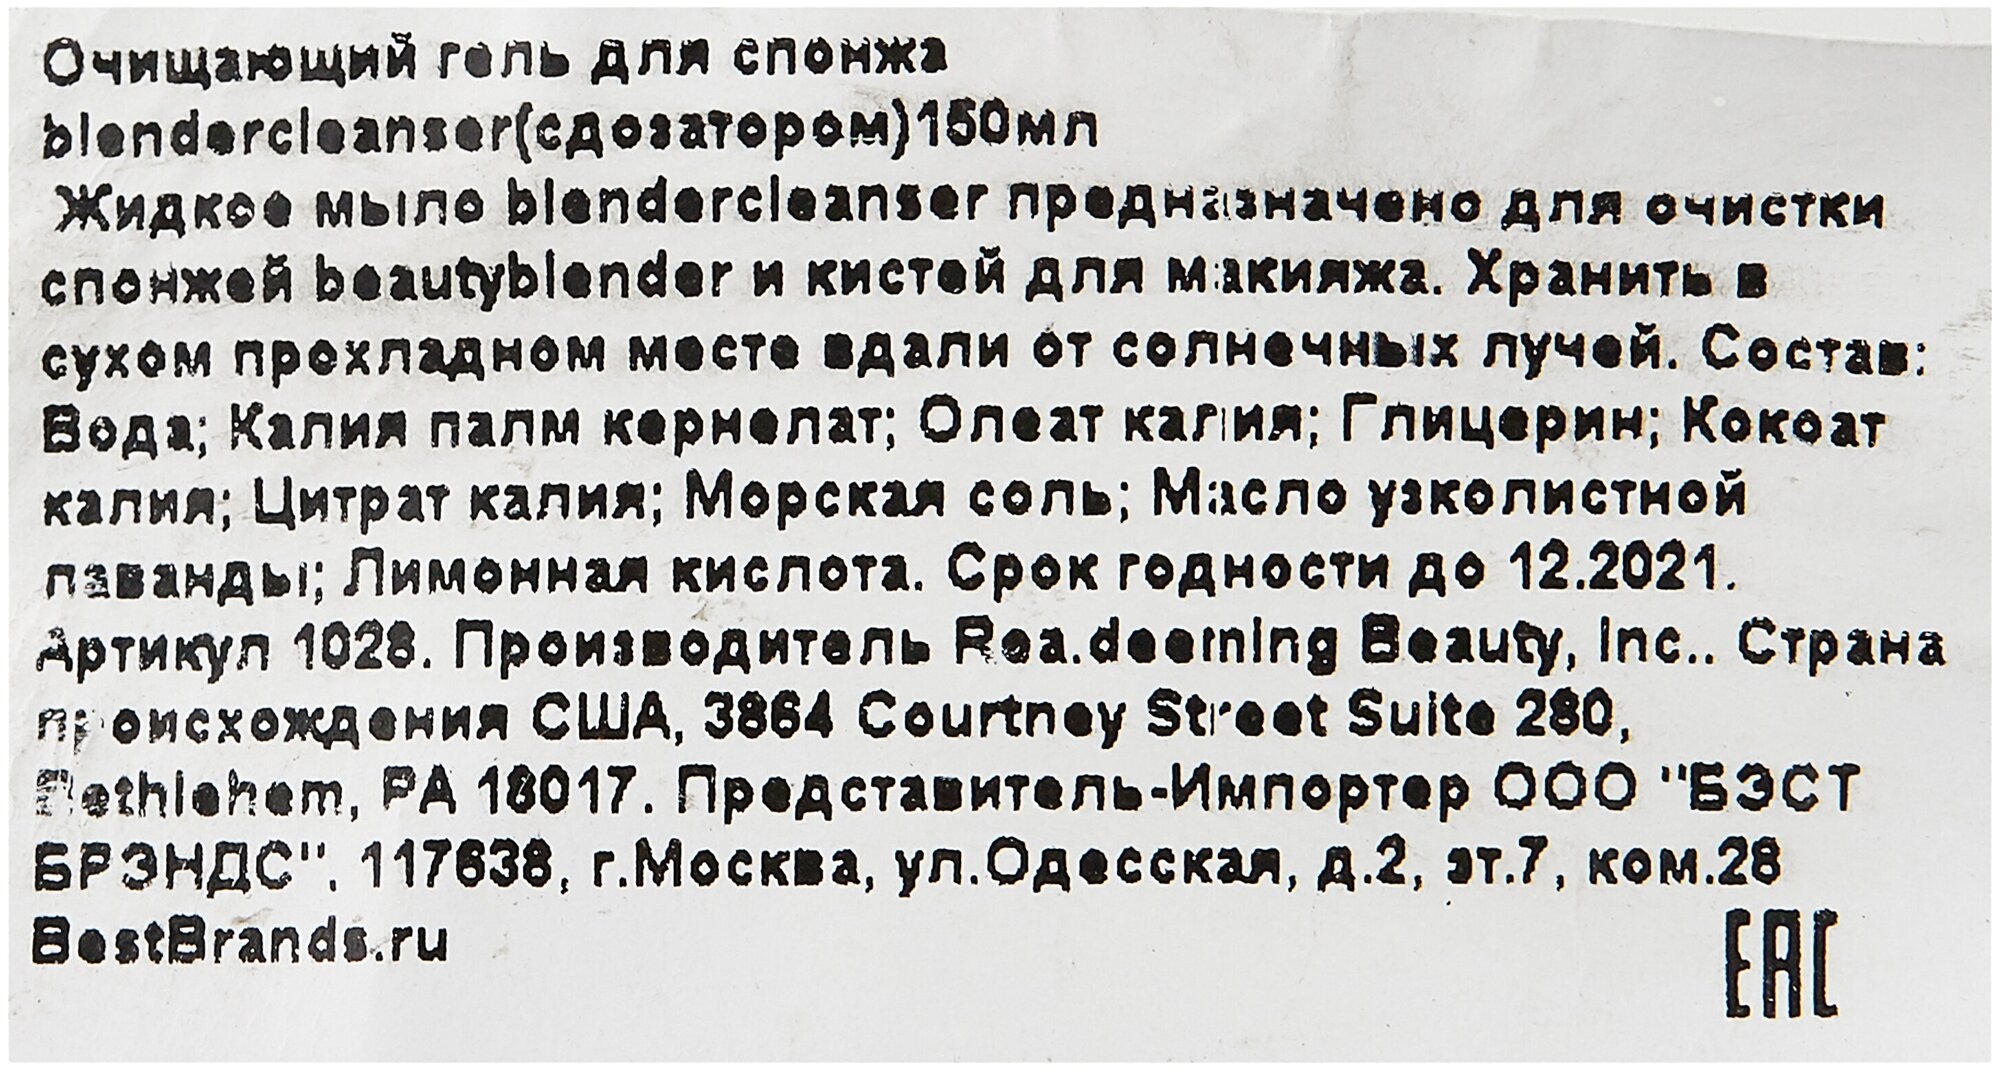 Очищающий гель для спонжа
blendercleanser(сдозатором)150мл
Жидкое мыло blendercleanser предназначено для очистки
спонжей beautyblender и кистей для макияжа. Хранить в
сухом прохладном месте вдали от солнечных лучей. Состав:
Вода; Калия палм кернелат; Олеат калия; Глицерин; Кокоат
калия; Цитрат калия; Морская соль; Масло узколистной
лаванды; Лимонная кислота. Срок годности до 12.2021.
Артикул 1028. Производитель Rea.deeming Beauty, Inc.. Страна
происхождения США, 3864 Courtney Street Suite 280,
Bethlehem, PA 18017. Представитель-Импортер ООО "БЭСТ
БРЭНДС". 117638, г.Москва, ул.Одесская, д.2, эт.7, ком.28
BestBrands.ru
EAC